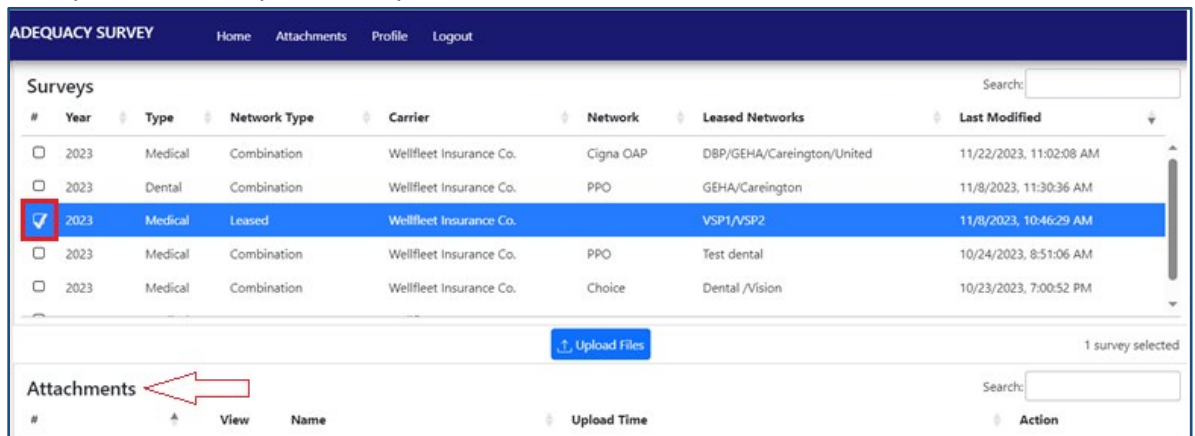 ADEQUACY SURVEY Home Attachments Profile Logout
Surveys Search:
# Year Type Network Type Carrier Network Leased Networks Last Modified
2023 Medical Combination Wellfleet Insurance Co. Cigna OAP DBP/GEHA/Careington/United 11/22/2023, 11:02:08 AM
2023 Dental Combination Wellfleet Insurance Co. PPO GEHA/Careington 11/8/2023, 11:30:36 AM
2023 Medical Leased Wellfleet Insurance Co. VSP1/VSP2 11/8/2023, 10:46:29 AM
2023 Medical Combination Wellfleet Insurance Co. PPO Test dental 10/24/2023, 8:51:06 AM
2023 Medical Combination Wellfleet Insurance Co. Choice Dental /Vision 10/23/2023, 7:00:52 PM
Upload Files 1 survey selected
Attachments Search:
# View Name Upload Time Action